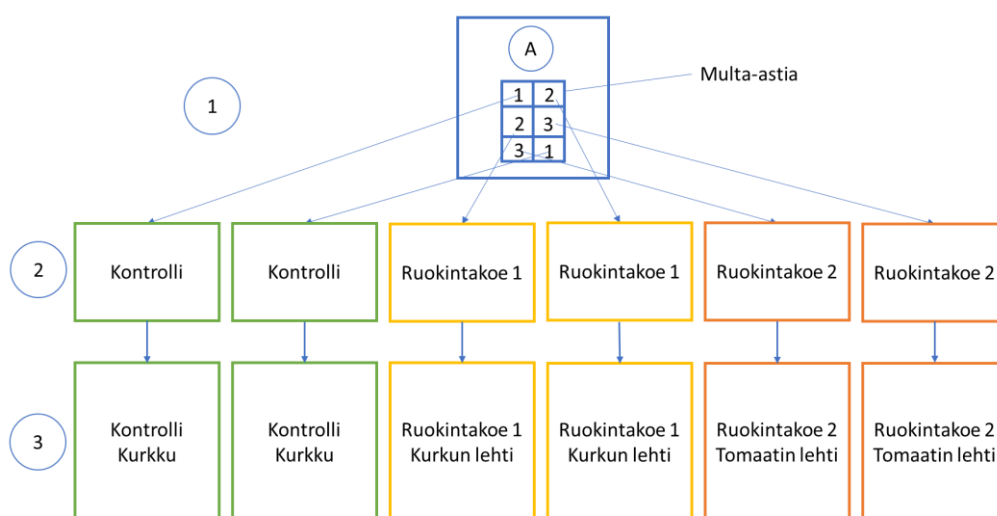 A
Multa-astia
1
1 2
2 3
3 1
2
Kontrolli
Kontrolli
Ruokintakoe 1
Ruokintakoe 1
Ruokintakoe 2
Ruokintakoe 2
3
Kontrolli
Kurkku
Kontrolli
Kurkku
Ruokintakoe 1
Kurkun lehti
Ruokintakoe 1
Kurkun lehti
Ruokintakoe 2
Tomaatin lehti
Ruokintakoe 2
Tomaatin lehti